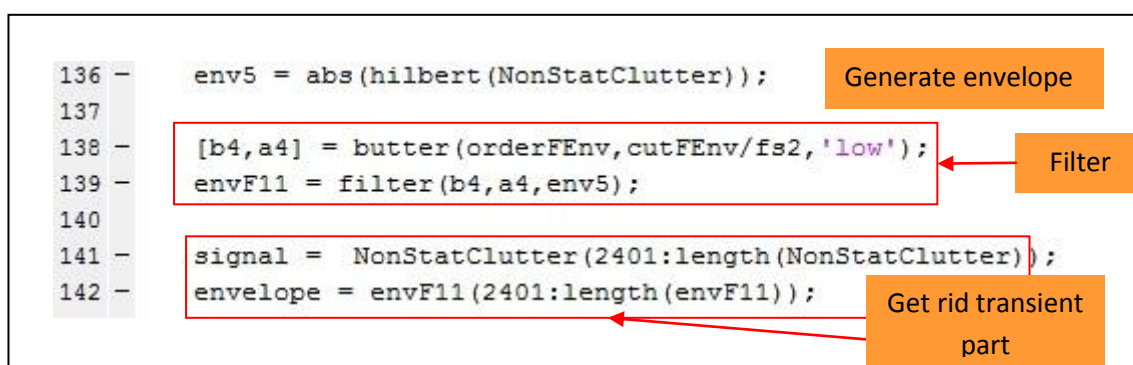 136 -    env5 = abs(hilbert(NonStatClutter));
Generate envelope
137
138 -    [b4,a4] = butter(orderFEnv,cutFEnv/fs2,'low');
139 -    envF11 = filter(b4,a4,env5);
Filter
140
141 -    signal =  NonStatClutter(2401:length(NonStatClutter));
142 -    envelope = envF11(2401:length(envF11));
Get rid transient
part